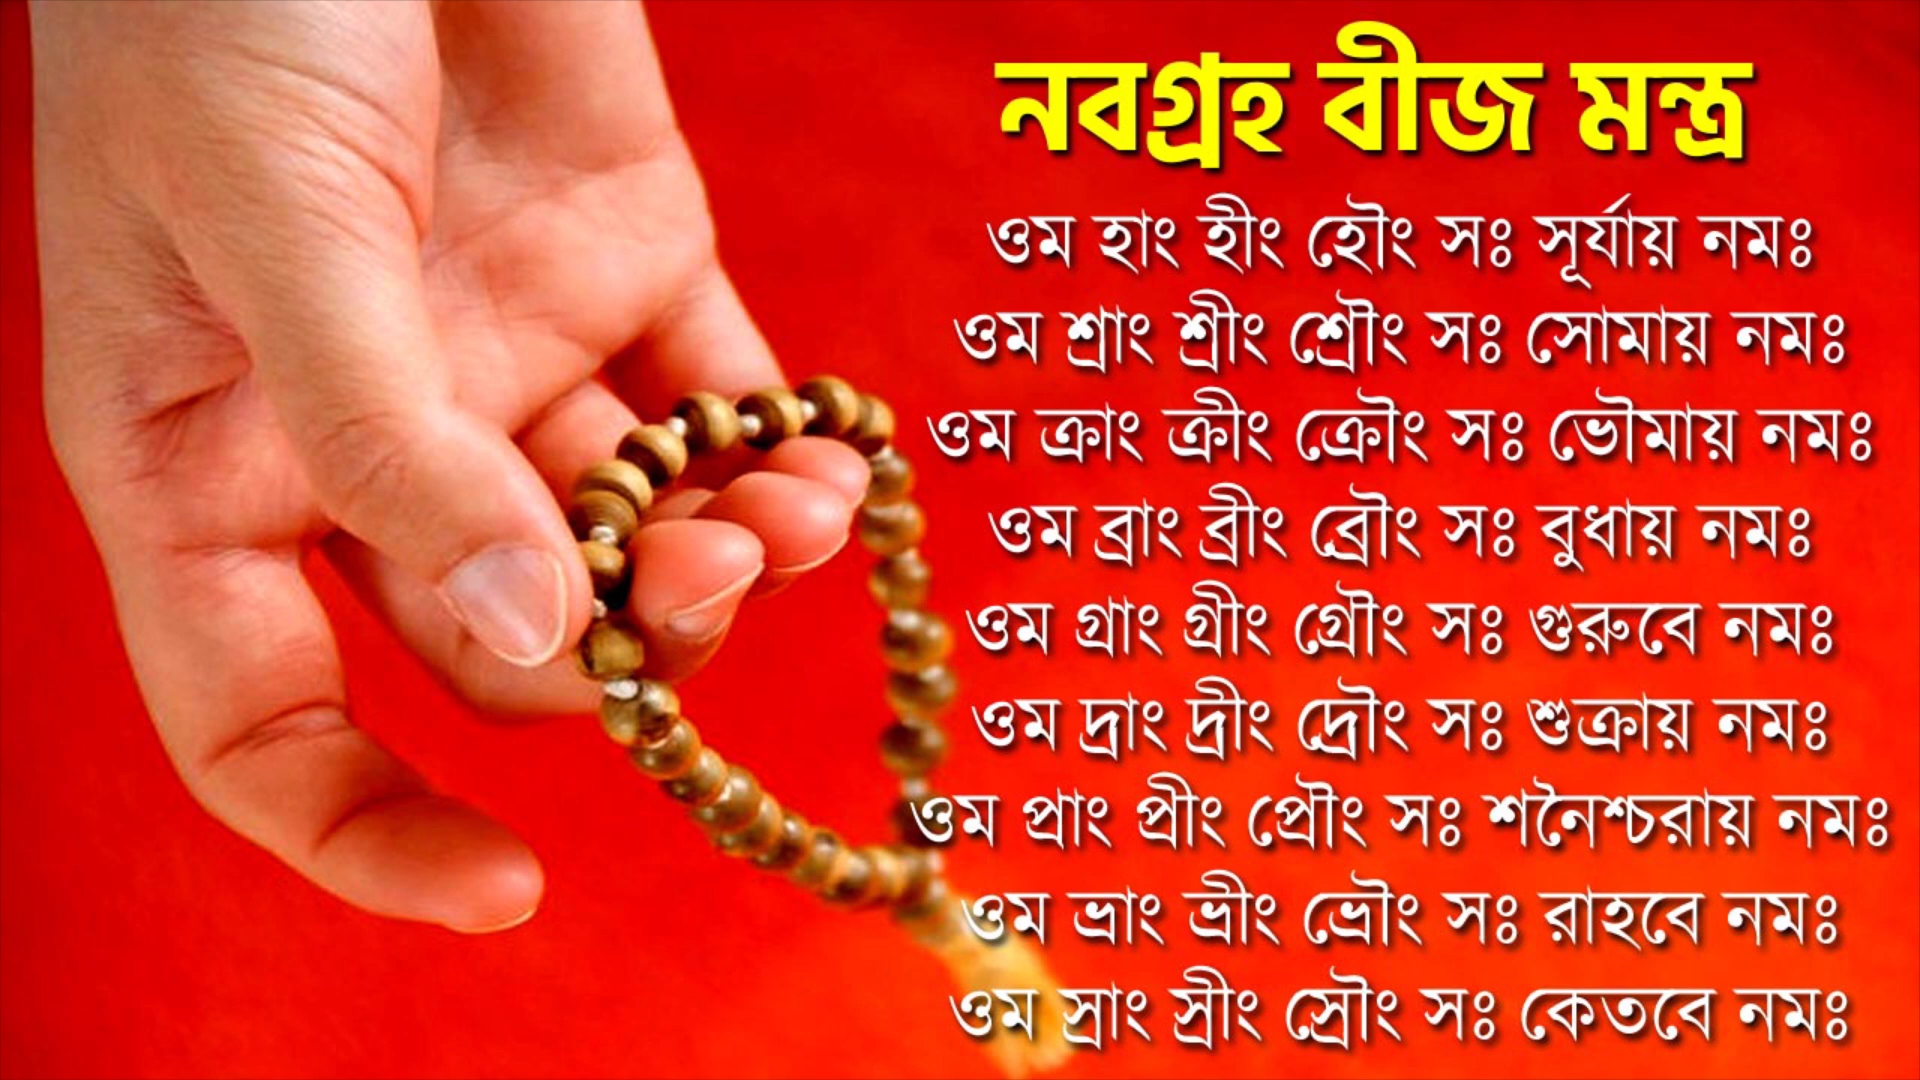 নবগ্রহ বীজ মন্ত্র
ওম হাং হীং হৌং সঃ সূর্যায় নমঃ
ওম শ্রাং শ্রীং শ্রৌং সঃ সোমায় নমঃ
ওম ক্রাং ক্রীং ক্রৌং সঃ ভৌমায় নমঃ
ওম ব্রাং ব্রীং ব্রৌং সঃ বুধায় নমঃ
ওম গ্রাং গ্রীং গ্রৌং সঃ গুরুবে নমঃ
ওম দ্রাং দ্রীং দ্রৌং সঃ শুক্রায় নমঃ
ওম প্রাং প্রীং প্রৌং সঃ শনৈশ্চরায় নমঃ
ওম ভ্রাং ভ্রীং ভ্রৌং সঃ রাহবে নমঃ
ওম স্রাং স্রীং স্রৌং সঃ কেতবে নমঃ